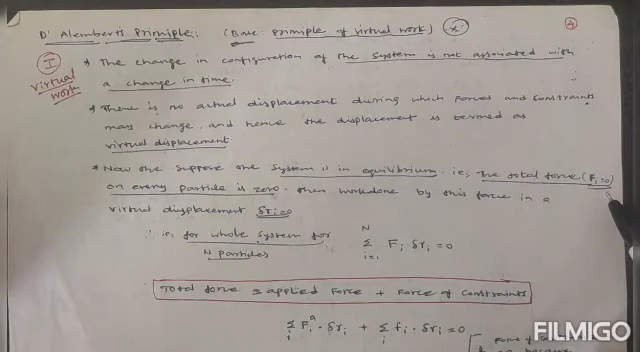 D' Alembert's Principle:. (Base: principle of virtual work) x
4
I
virtual work
* The change in configuration of the system is not associated with
a change in time.
* There is no actual displacement during which forces and constraints
may change, and hence the displacement is termed as
virtual displacement
* Now the suppose the system is in equilibrium. i.e., the total force (Fi=0)
on every particle is zero. then workdone by this force in a
virtual displacement δri=0
∴ i.e., for whole system for
N particles
N Σ i=1 Fi δri = 0
Total force = applied force + Force of constraints
Σ i Fi^a · δri + Σ i fi · δri = 0
because
FILMIGO